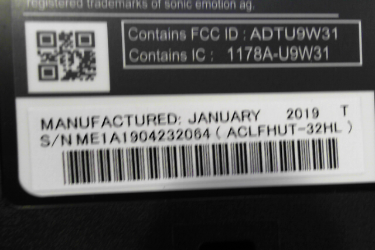 registered trademarks of sonic emotion ag.
Contains FCC ID : ADTU9W31
Contains IC : 1178A-U9W31
MANUFACTURED: JANUARY 2019 T
S/N ME1A1904232064 ( ACLFHUT-32HL )